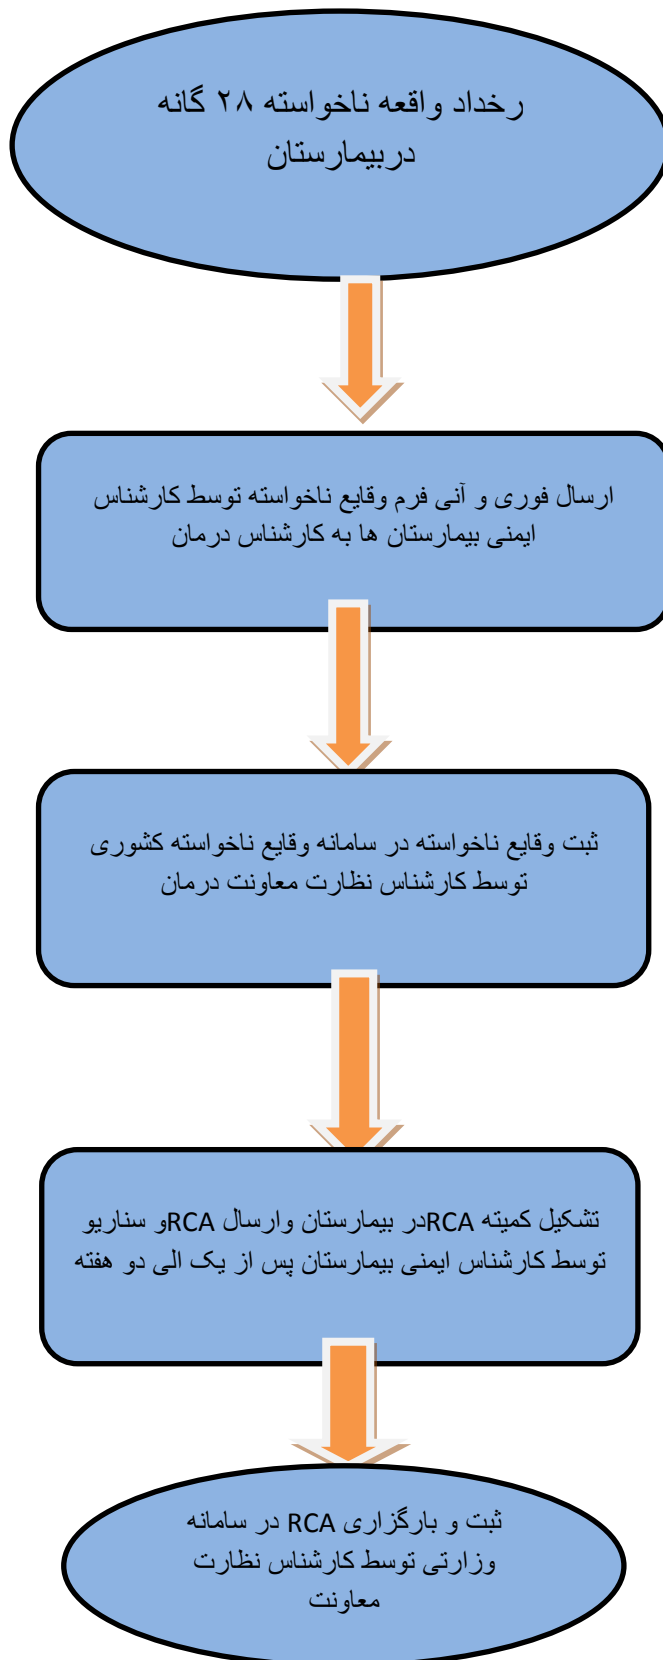 رخداد واقعه ناخواسته ۲۸ گانه
دربیمارستان
ارسال فوری و آنی فرم وقایع ناخواسته توسط کارشناس
ایمنی بیمارستان ها به کارشناس درمان
ثبت وقایع ناخواسته در سامانه وقایع ناخواسته کشوری
توسط کارشناس نظارت معاونت درمان
تشکیل کمیته RCAدر بیمارستان وارسال RCAو سناریو
توسط کارشناس ایمنی بیمارستان پس از یک الی دو هفته
ثبت و بارگزاری RCA در سامانه
وزارتی توسط کارشناس نظارت
معاونت